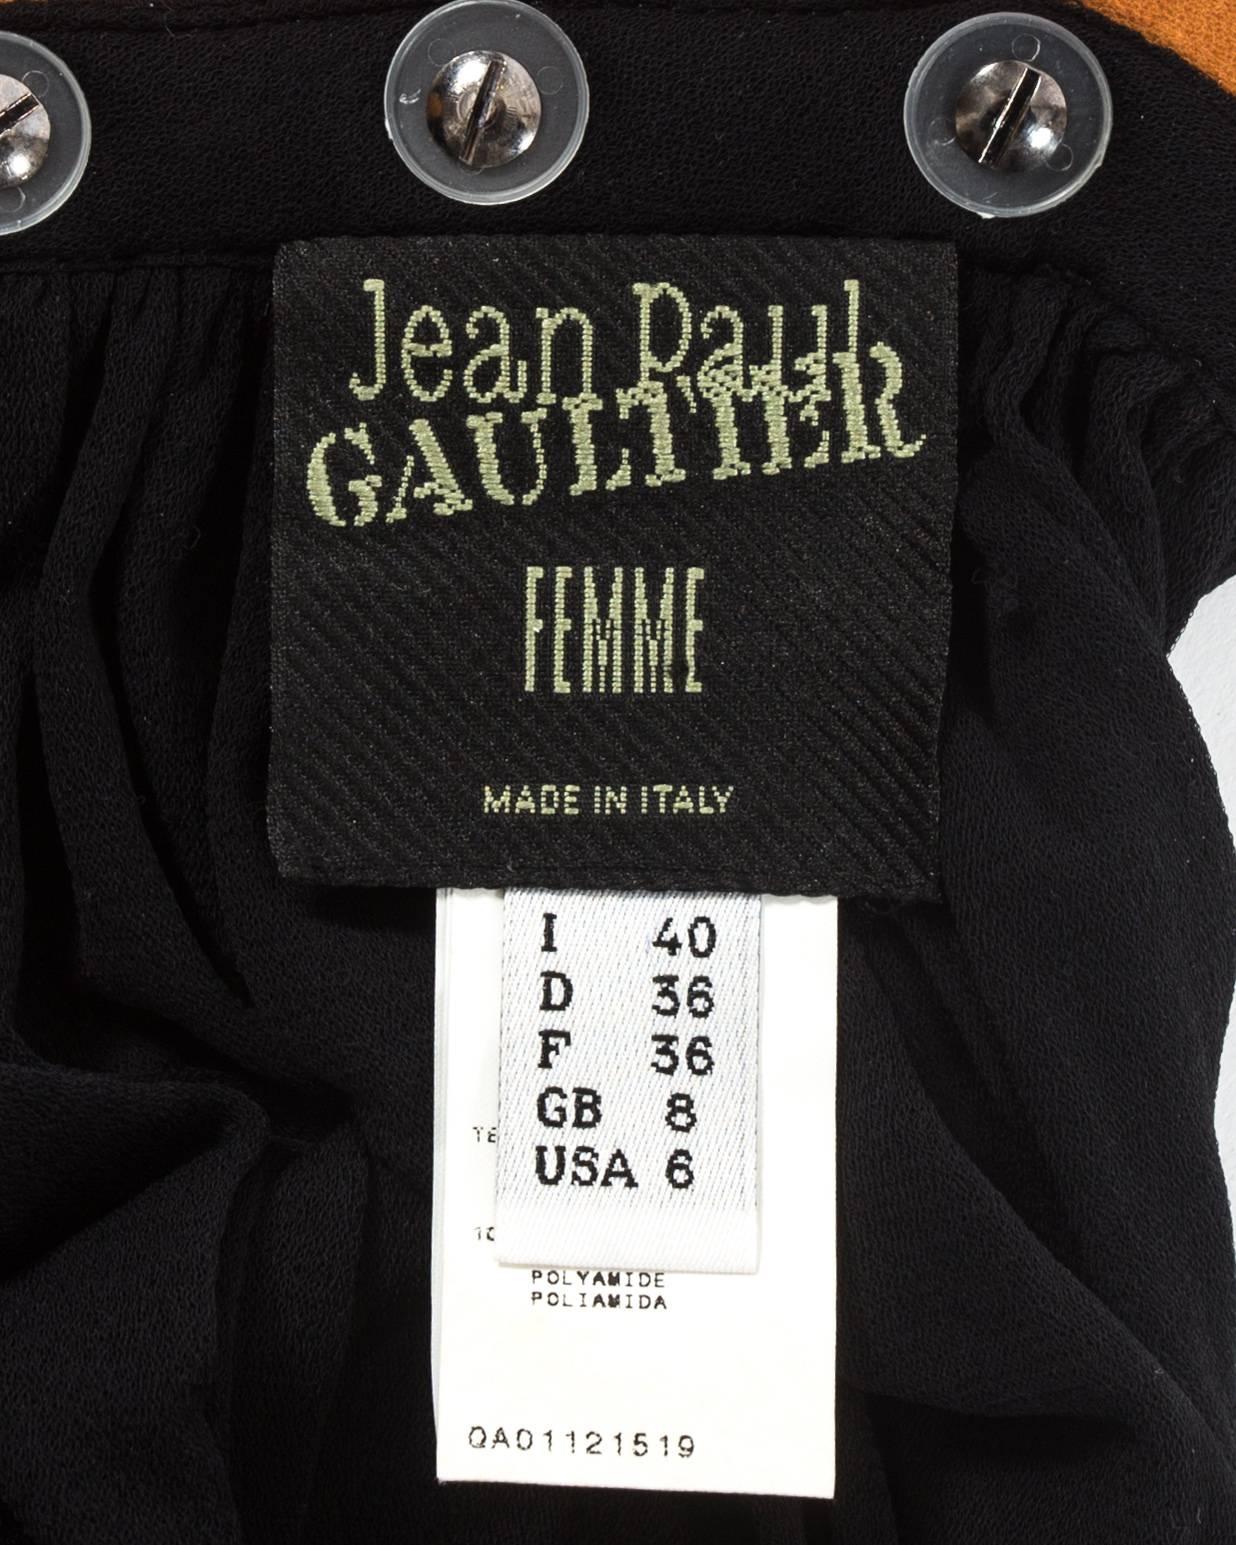 Jean Paul
GAULTIER
FEMME
MADE IN ITALY
I 40
D 36
F 36
GB 8
USA 6
POLYAMIDE
POLIAMIDA
QA01121519